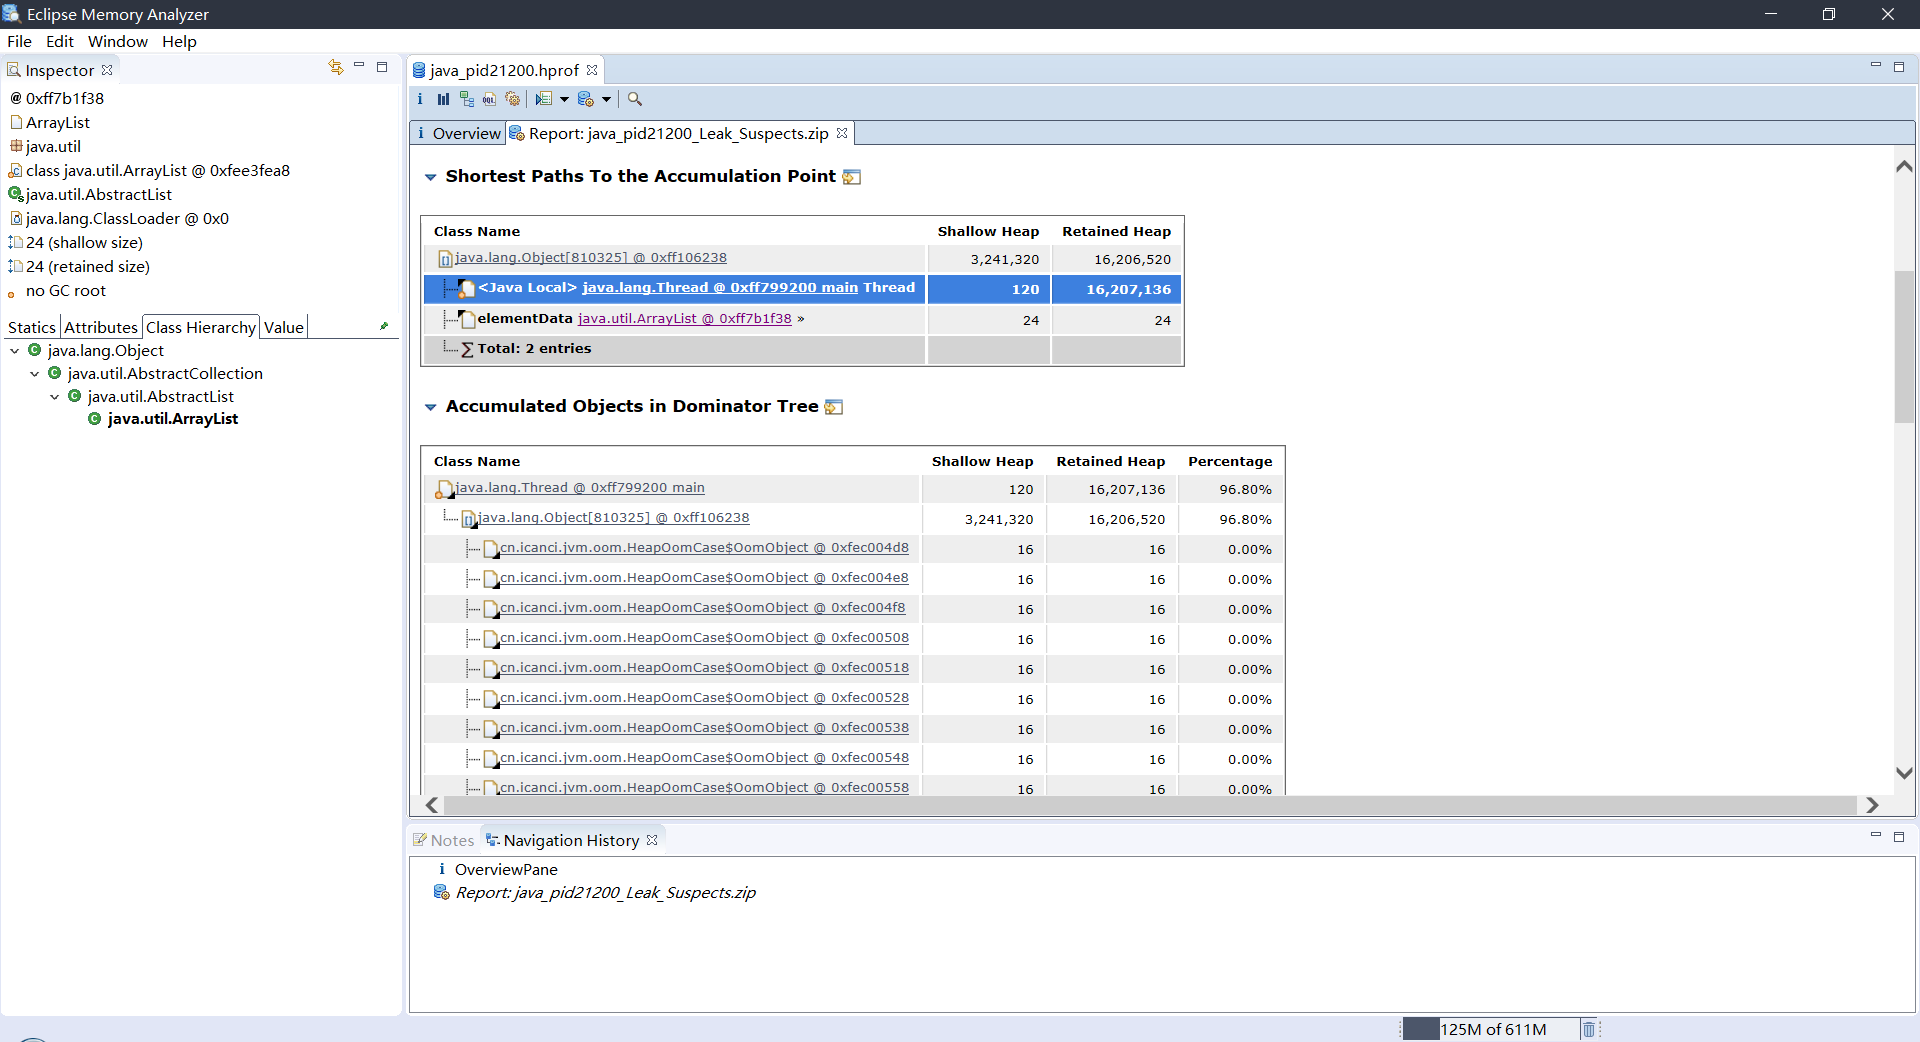 Eclipse Memory Analyzer
File Edit Window Help
Inspector
@ 0xff7b1f38
ArrayList
java.util
class java.util.ArrayList @ 0xfee3fea8
java.util.AbstractList
java.lang.ClassLoader @ 0x0
24 (shallow size)
24 (retained size)
no GC root
Statics Attributes Class Hierarchy Value
java.lang.Object
java.util.AbstractCollection
java.util.AbstractList
java.util.ArrayList
java_pid21200.hprof
Overview Report: java_pid21200_Leak_Suspects.zip
Shortest Paths To the Accumulation Point
Class Name Shallow Heap Retained Heap
java.lang.Object[810325] @ 0xff106238 3,241,320 16,206,520
<Java Local> java.lang.Thread @ 0xff799200 main Thread 120 16,207,136
elementData java.util.ArrayList @ 0xff7b1f38 » 24 24
∑ Total: 2 entries
Accumulated Objects in Dominator Tree
Class Name Shallow Heap Retained Heap Percentage
java.lang.Thread @ 0xff799200 main 120 16,207,136 96.80%
java.lang.Object[810325] @ 0xff106238 3,241,320 16,206,520 96.80%
cn.icanci.jvm.oom.HeapOomCase$OomObject @ 0xfec004d8 16 16 0.00%
cn.icanci.jvm.oom.HeapOomCase$OomObject @ 0xfec004e8 16 16 0.00%
cn.icanci.jvm.oom.HeapOomCase$OomObject @ 0xfec004f8 16 16 0.00%
cn.icanci.jvm.oom.HeapOomCase$OomObject @ 0xfec00508 16 16 0.00%
cn.icanci.jvm.oom.HeapOomCase$OomObject @ 0xfec00518 16 16 0.00%
cn.icanci.jvm.oom.HeapOomCase$OomObject @ 0xfec00528 16 16 0.00%
cn.icanci.jvm.oom.HeapOomCase$OomObject @ 0xfec00538 16 16 0.00%
cn.icanci.jvm.oom.HeapOomCase$OomObject @ 0xfec00548 16 16 0.00%
cn.icanci.jvm.oom.HeapOomCase$OomObject @ 0xfec00558 16 16 0.00%
Notes Navigation History
OverviewPane
Report: java_pid21200_Leak_Suspects.zip
125M of 611M